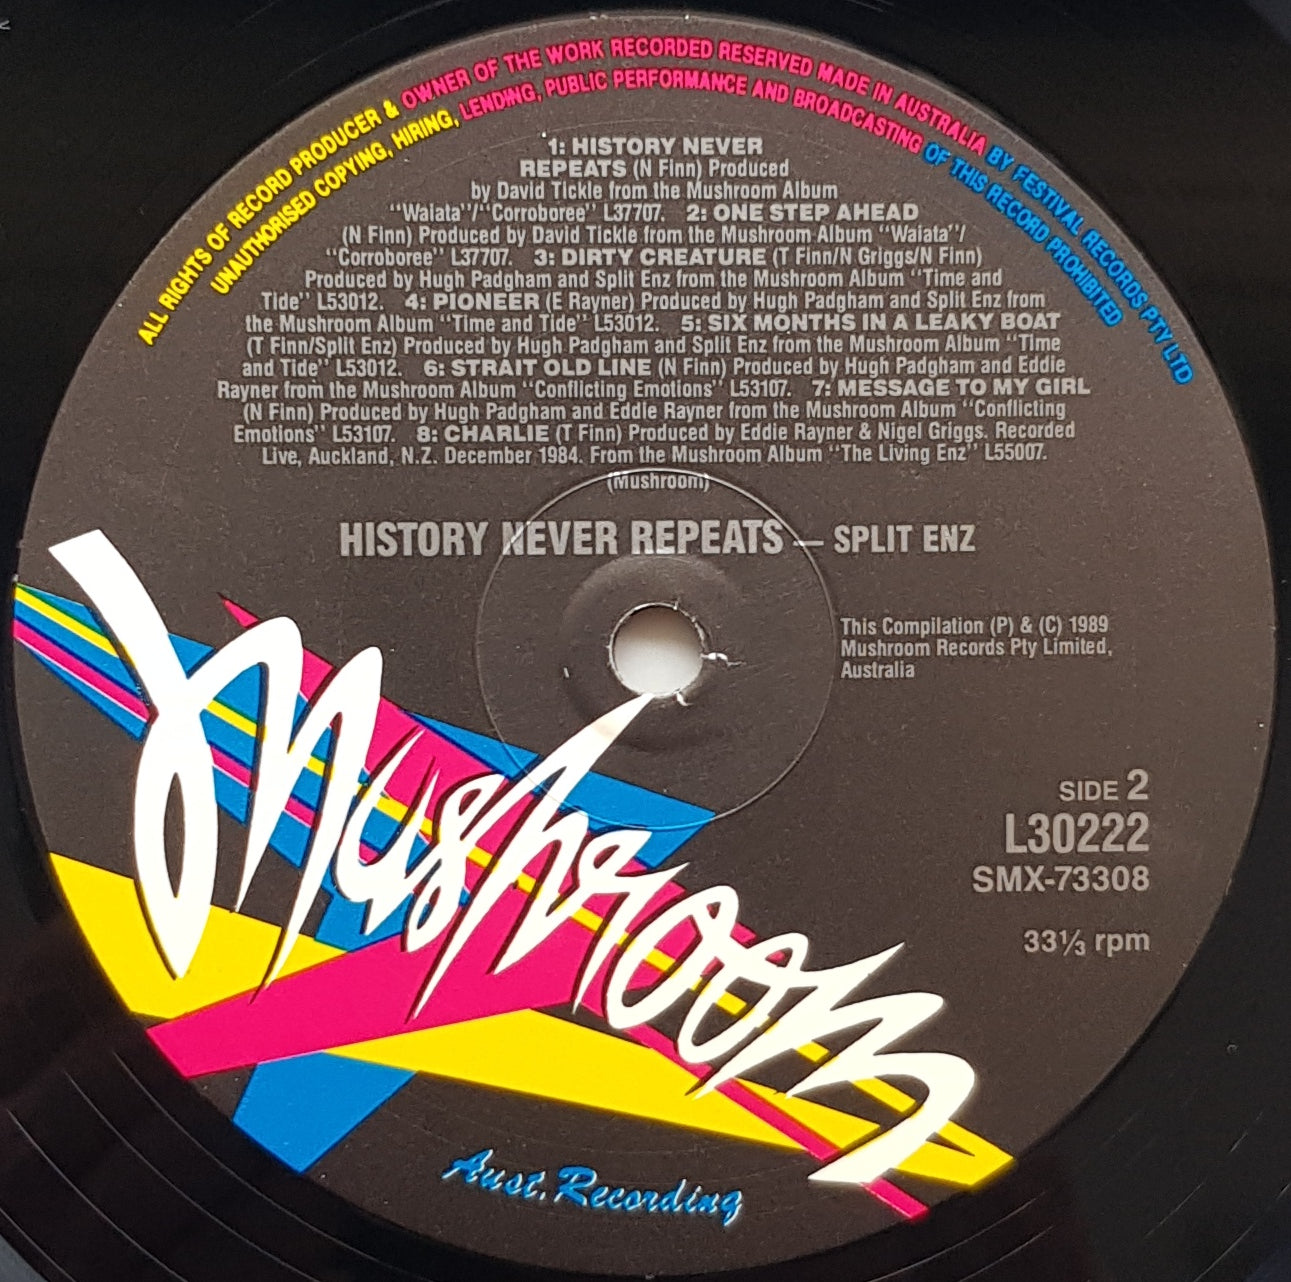 ALL RIGHTS OF RECORD PRODUCER & OWNER OF THE WORK RECORDED RESERVED MADE IN AUSTRALIA BY FESTIVAL RECORDS PTY LTD
UNAUTHORISED COPYING, HIRING, LENDING, PUBLIC PERFORMANCE AND BROADCASTING OF THIS RECORD PROHIBITED
1: HISTORY NEVER
REPEATS (N Finn) Produced
by David Tickle from the Mushroom Album
"Waiata"/"Corroboree" L37707. 2: ONE STEP AHEAD
(N Finn) Produced by David Tickle from the Mushroom Album "Waiata"/
"Corroboree" L37707. 3: DIRTY CREATURE (T Finn/N Griggs/N Finn)
Produced by Hugh Padgham and Split Enz from the Mushroom Album "Time and
Tide" L53012. 4: PIONEER (E Rayner) Produced by Hugh Padgham and Split Enz from
the Mushroom Album "Time and Tide" L53012. 5: SIX MONTHS IN A LEAKY BOAT
(T Finn/Split Enz) Produced by Hugh Padgham and Split Enz from the Mushroom Album "Time
and Tide" L53012. 6: STRAIT OLD LINE (N Finn) Produced by Hugh Padgham and Eddie
Rayner from the Mushroom Album "Conflicting Emotions" L53107. 7: MESSAGE TO MY GIRL
(N Finn) Produced by Hugh Padgham and Eddie Rayner from the Mushroom Album "Conflicting
Emotions" L53107. 8: CHARLIE (T Finn) Produced by Eddie Rayner & Nigel Griggs. Recorded
Live, Auckland, N.Z. December 1984. From the Mushroom Album "The Living Enz" L55007.
(Mushroom)
HISTORY NEVER REPEATS — SPLIT ENZ
This Compilation (P) & (C) 1989
Mushroom Records Pty Limited,
Australia
SIDE 2
L30222
SMX-73308
33⅓ rpm
Mushroom
Aust. Recording